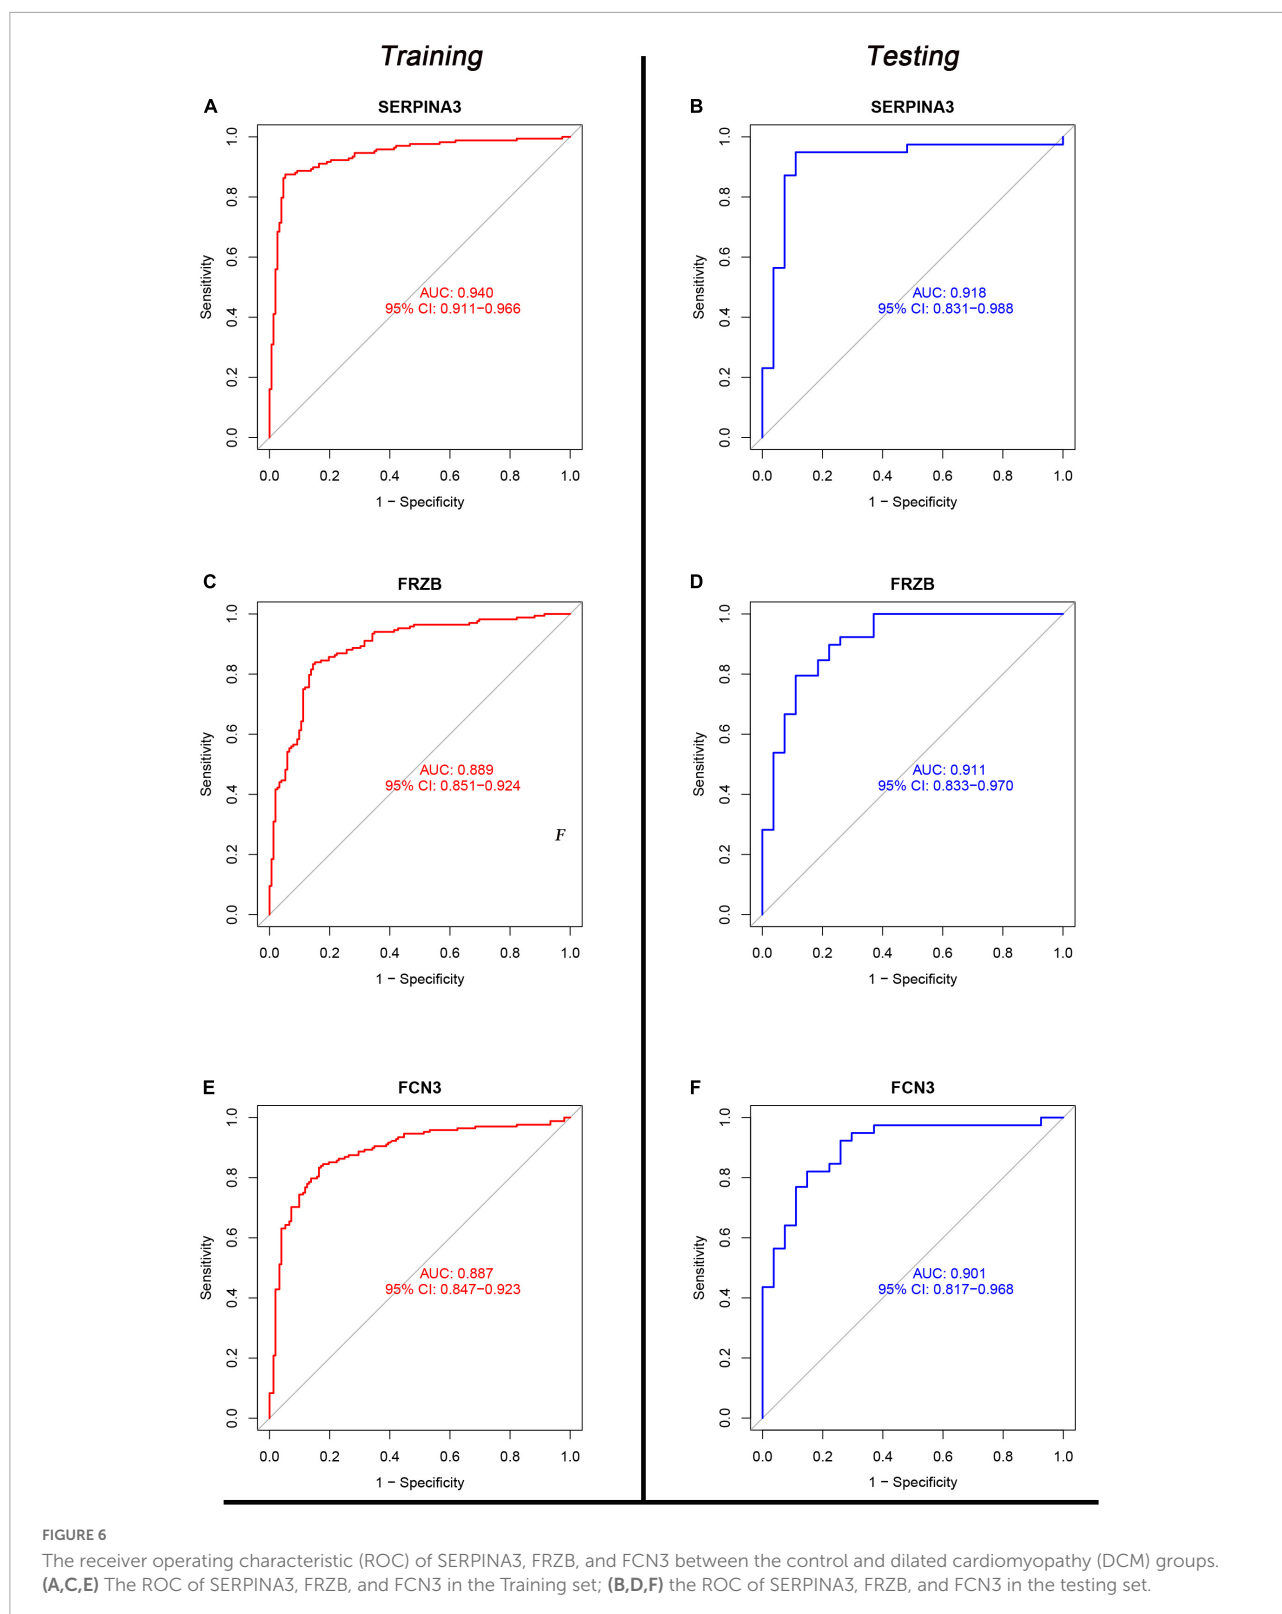 Training
Testing
A
SERPINA3
Sensitivity
0.0 0.2 0.4 0.6 0.8 1.0
AUC: 0.940
95% CI: 0.911−0.966
0.0 0.2 0.4 0.6 0.8 1.0
1 − Specificity
B
SERPINA3
Sensitivity
0.0 0.2 0.4 0.6 0.8 1.0
AUC: 0.918
95% CI: 0.831−0.988
0.0 0.2 0.4 0.6 0.8 1.0
1 − Specificity
C
FRZB
Sensitivity
0.0 0.2 0.4 0.6 0.8 1.0
AUC: 0.889
95% CI: 0.851−0.924
F
0.0 0.2 0.4 0.6 0.8 1.0
1 − Specificity
D
FRZB
Sensitivity
0.0 0.2 0.4 0.6 0.8 1.0
AUC: 0.911
95% CI: 0.833−0.970
0.0 0.2 0.4 0.6 0.8 1.0
1 − Specificity
E
FCN3
Sensitivity
0.0 0.2 0.4 0.6 0.8 1.0
AUC: 0.887
95% CI: 0.847−0.923
0.0 0.2 0.4 0.6 0.8 1.0
1 − Specificity
F
FCN3
Sensitivity
0.0 0.2 0.4 0.6 0.8 1.0
AUC: 0.901
95% CI: 0.817−0.968
0.0 0.2 0.4 0.6 0.8 1.0
1 − Specificity
FIGURE 6
The receiver operating characteristic (ROC) of SERPINA3, FRZB, and FCN3 between the control and dilated cardiomyopathy (DCM) groups.
(A,C,E) The ROC of SERPINA3, FRZB, and FCN3 in the Training set; (B,D,F) the ROC of SERPINA3, FRZB, and FCN3 in the testing set.